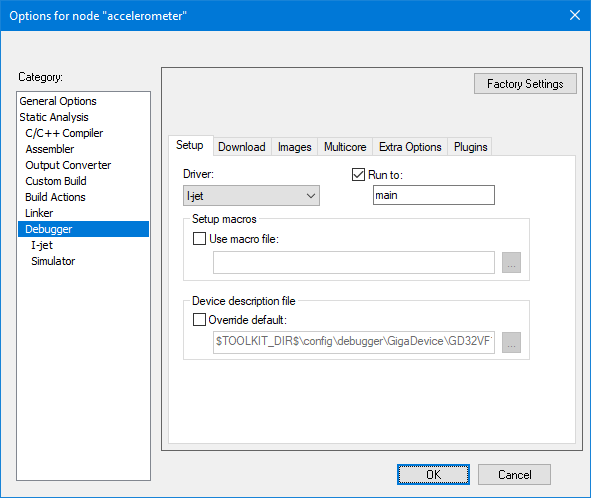 Options for node "accelerometer"
Category:
Factory Settings
General Options
Static Analysis
C/C++ Compiler
Assembler
Output Converter
Custom Build
Build Actions
Linker
Debugger
I-jet
Simulator
Setup Download Images Multicore Extra Options Plugins
Driver:
Run to:
I-jet
main
Setup macros
Use macro file:
...
Device description file
Override default:
$TOOLKIT_DIR$\config\debugger\GigaDevice\GD32VF
...
OK Cancel